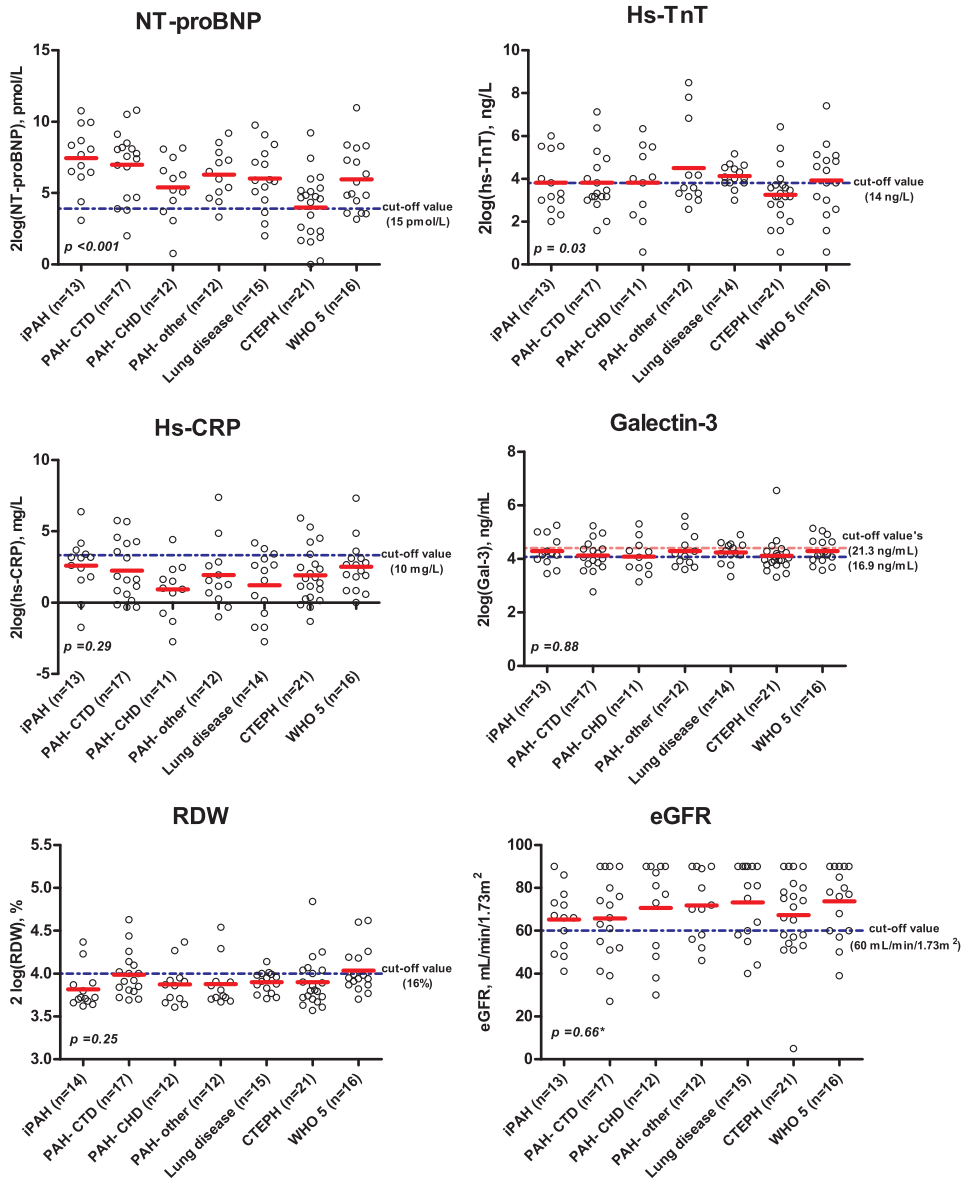 NT-proBNP
15
10
5
0
2log(NT-proBNP), pmol/L
cut-off value
(15 pmol/L)
p <0.001
iPAH (n=13)
PAH- CTD (n=17)
PAH- CHD (n=12)
PAH- other (n=12)
Lung disease (n=15)
CTEPH (n=21)
WHO 5 (n=16)
Hs-TnT
10
8
6
4
2
0
2log(hs-TnT), ng/L
cut-off value
(14 ng/L)
p = 0.03
iPAH (n=13)
PAH- CTD (n=17)
PAH- CHD (n=11)
PAH- other (n=12)
Lung disease (n=14)
CTEPH (n=21)
WHO 5 (n=16)
Hs-CRP
10
5
0
-5
2log(hs-CRP), mg/L
cut-off value
(10 mg/L)
p =0.29
iPAH (n=13)
PAH- CTD (n=17)
PAH- CHD (n=11)
PAH- other (n=12)
Lung disease (n=14)
CTEPH (n=21)
WHO 5 (n=16)
Galectin-3
8
6
4
2
0
2log(Gal-3), ng/mL
cut-off value's
(21.3 ng/mL)
(16.9 ng/mL)
p =0.88
iPAH (n=13)
PAH- CTD (n=17)
PAH- CHD (n=11)
PAH- other (n=12)
Lung disease (n=14)
CTEPH (n=21)
WHO 5 (n=16)
RDW
5.5
5.0
4.5
4.0
3.5
3.0
2 log(RDW), %
cut-off value
(16%)
p =0.25
iPAH (n=14)
PAH- CTD (n=17)
PAH- CHD (n=12)
PAH- other (n=12)
Lung disease (n=15)
CTEPH (n=21)
WHO 5 (n=16)
eGFR
100
80
60
40
20
0
eGFR, mL/min/1.73m²
cut-off value
(60 mL/min/1.73m²)
p =0.66*
iPAH (n=13)
PAH- CTD (n=17)
PAH- CHD (n=12)
PAH- other (n=12)
Lung disease (n=15)
CTEPH (n=21)
WHO 5 (n=16)